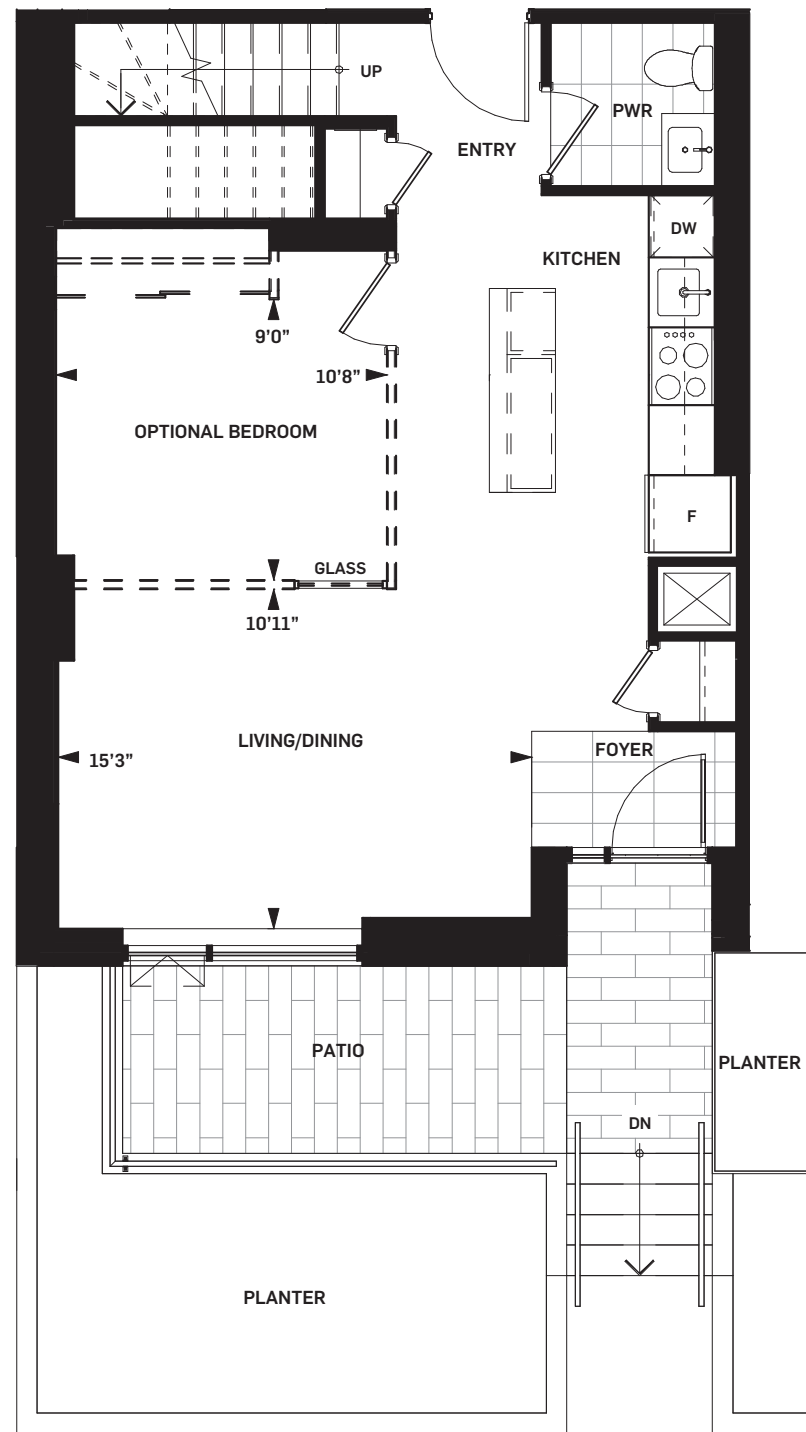 UP
PWR
ENTRY
DW
KITCHEN
9’0”
10’8”
OPTIONAL BEDROOM
F
GLASS
10’11”
LIVING/DINING
FOYER
15’3”
PATIO
PLANTER
DN
PLANTER